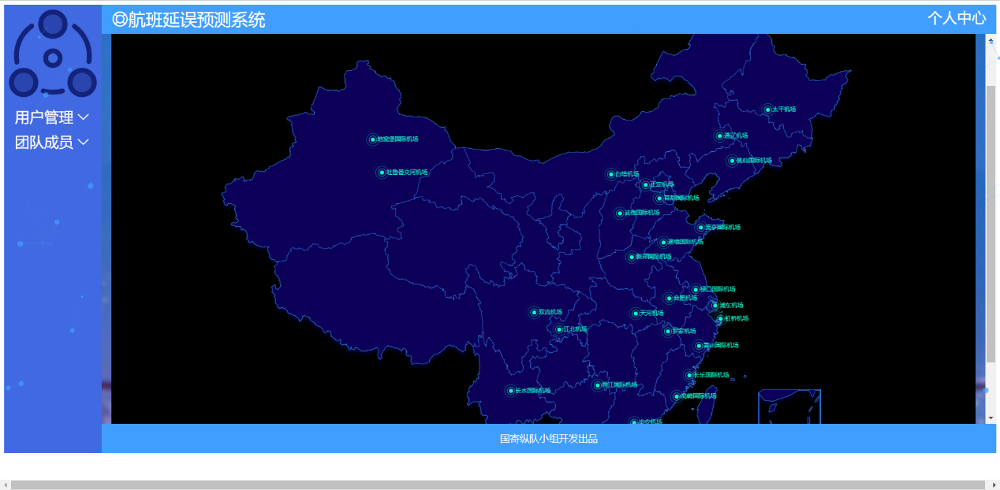 航班延误预测系统
个人中心
用户管理
团队成员
太平机场
通辽机场
地窝堡国际机场
桃仙国际机场
吐鲁番交河机场
白塔机场
正定机场
首都国际机场
武宿国际机场
流亭国际机场
遥墙国际机场
新郑国际机场
禄口国际机场
合肥机场
浦东机场
双流机场
天河机场
虹桥机场
江北机场
罗家机场
萧山国际机场
长乐国际机场
两江国际机场
长水国际机场
高崎国际机场
宝安机场
国寄纵队小组开发出品